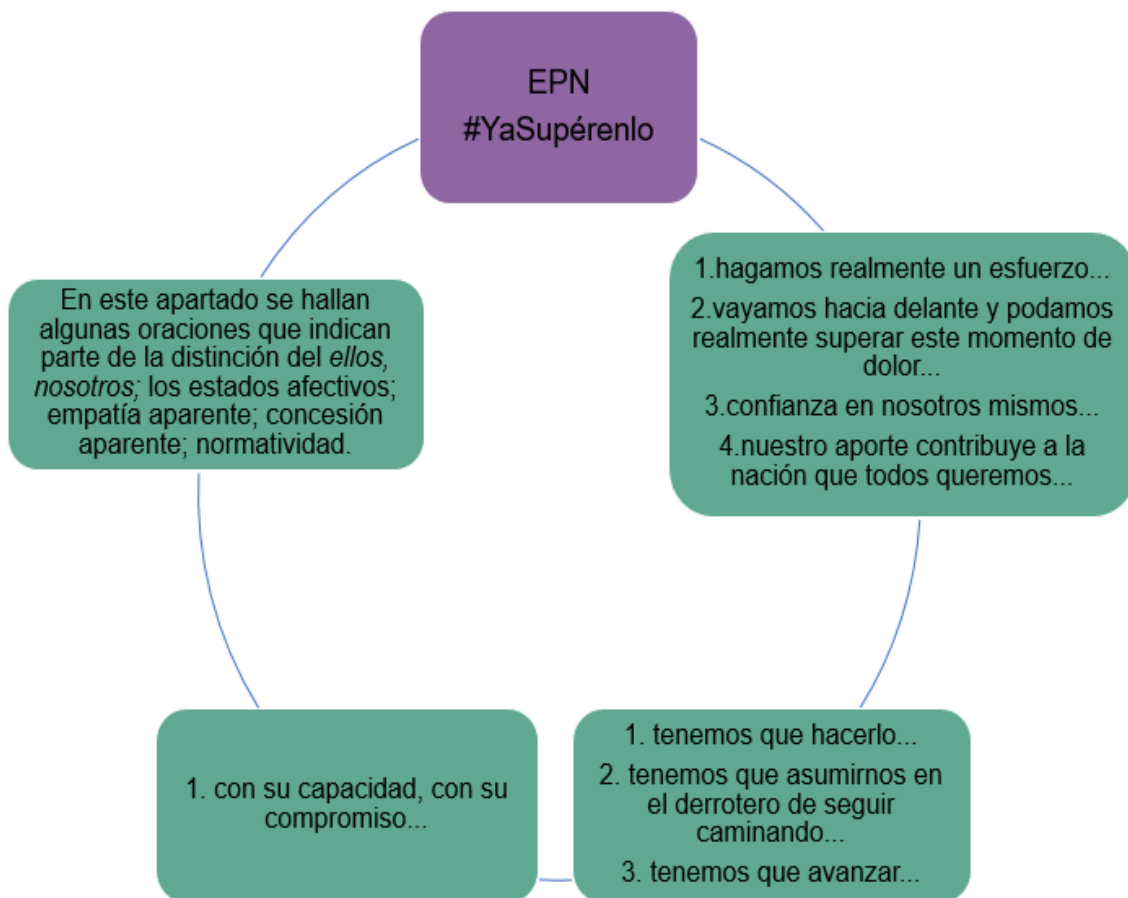 EPN
#YaSupérenlo
1.hagamos realmente un esfuerzo...
2.vayamos hacia delante y podamos
realmente superar este momento de
dolor...
3.confianza en nosotros mismos...
4.nuestro aporte contribuye a la
nación que todos queremos...
1. tenemos que hacerlo...
2. tenemos que asumirnos en
el derrotero de seguir
caminando...
3. tenemos que avanzar...
1. con su capacidad, con su
compromiso...
En este apartado se hallan
algunas oraciones que indican
parte de la distinción del ellos,
nosotros; los estados afectivos;
empatía aparente; concesión
aparente; normatividad.